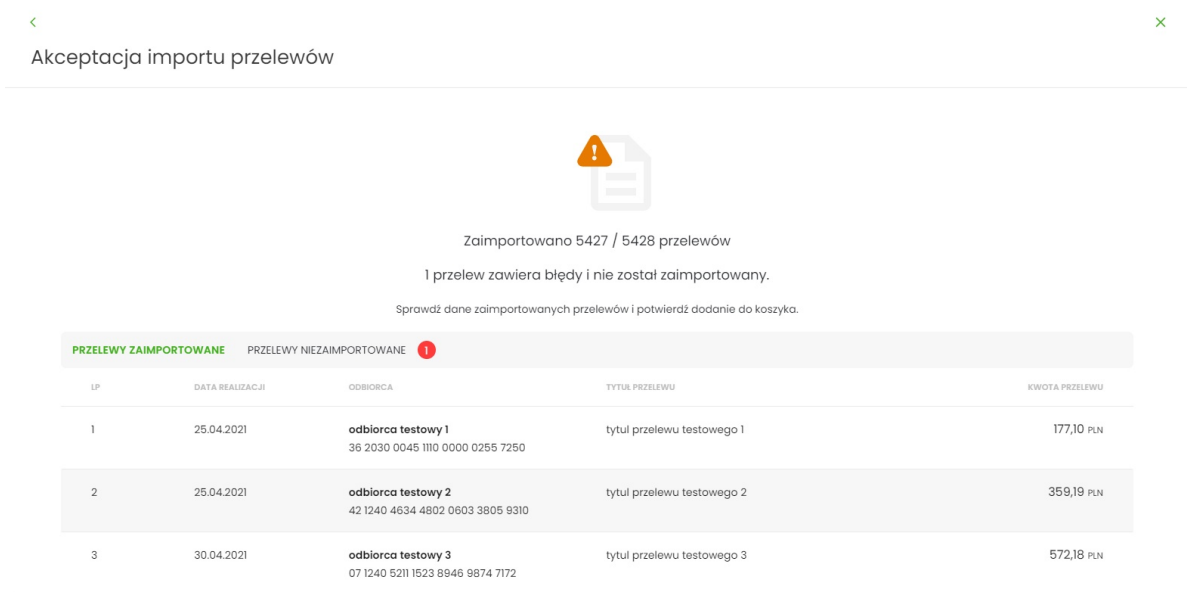 Akceptacja importu przelewów
Zaimportowano 5427 / 5428 przelewów
1 przelew zawiera błędy i nie został zaimportowany.
Sprawdź dane zaimportowanych przelewów i potwierdź dodanie do koszyka.
PRZELEWY ZAIMPORTOWANE PRZELEWY NIEZAIMPORTOWANE 1
LP DATA REALIZACJI ODBIORCA TYTUŁ PRZELEWU KWOTA PRZELEWU
1 25.04.2021 odbiorca testowy 1 tytul przelewu testowego 1 177,10 PLN
36 2030 0045 1110 0000 0255 7250
2 25.04.2021 odbiorca testowy 2 tytul przelewu testowego 2 359,19 PLN
42 1240 4634 4802 0603 3805 9310
3 30.04.2021 odbiorca testowy 3 tytul przelewu testowego 3 572,18 PLN
07 1240 5211 1523 8946 9874 7172